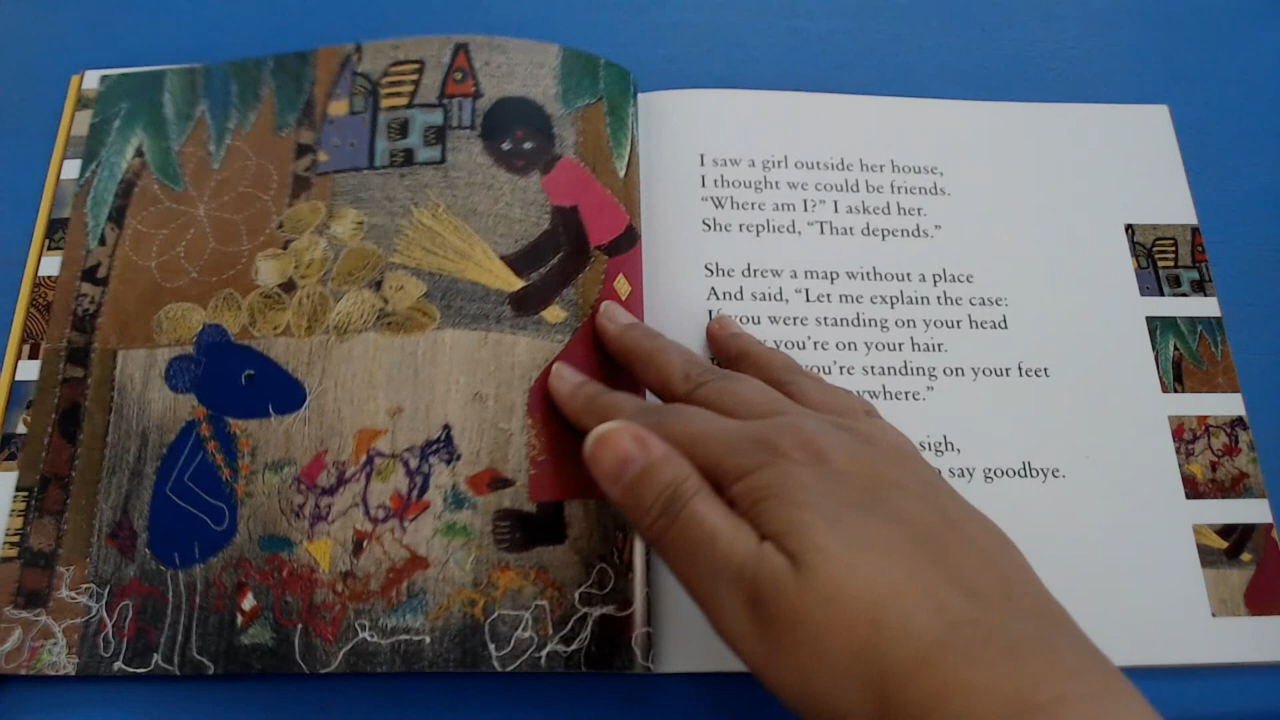 I saw a girl outside her house,
I thought we could be friends.
“Where am I?” I asked her.
She replied, “That depends.”
She drew a map without a place
And said, “Let me explain the case:
If you were standing on your head
you're on your hair.
you're standing on your feet
sigh,
say goodbye.